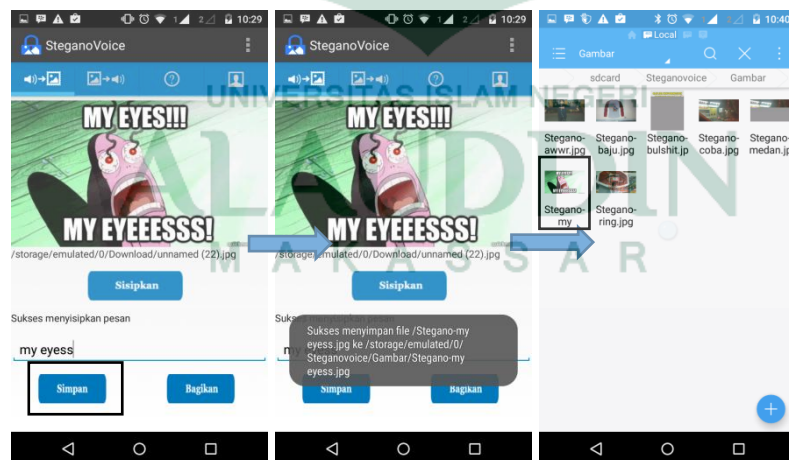 10:29
SteganoVoice
MY EYES!!!
MY EYEEESSS!
/storage/emulated/0/Download/unnamed (22).jpg
Sisipkan
Sukses menyisipkan pesan
my eyess
Simpan
Bagikan
10:29
SteganoVoice
MY EYES!!!
MY EYEEESSS!
/storage/emulated/0/Download/unnamed (22).jpg
Sisipkan
Sukses menyimpan file /Stegano-my
eyess.jpg ke /storage/emulated/0/
Steganovoice/Gambar/Stegano-my
eyess.jpg
Simpan
Bagikan
10:40
Local
Gambar
sdcard Steganovoice Gambar
Stegano-awwr.jpg
Stegano-baju.jpg
Stegano-bulshit.jp
Stegano-coba.jpg
Stegano-medan.jp
Stegano-my
Stegano-ring.jpg
UNIVERSITAS ISLAM NEGERI
ALAUDDIN
MAKASSAR